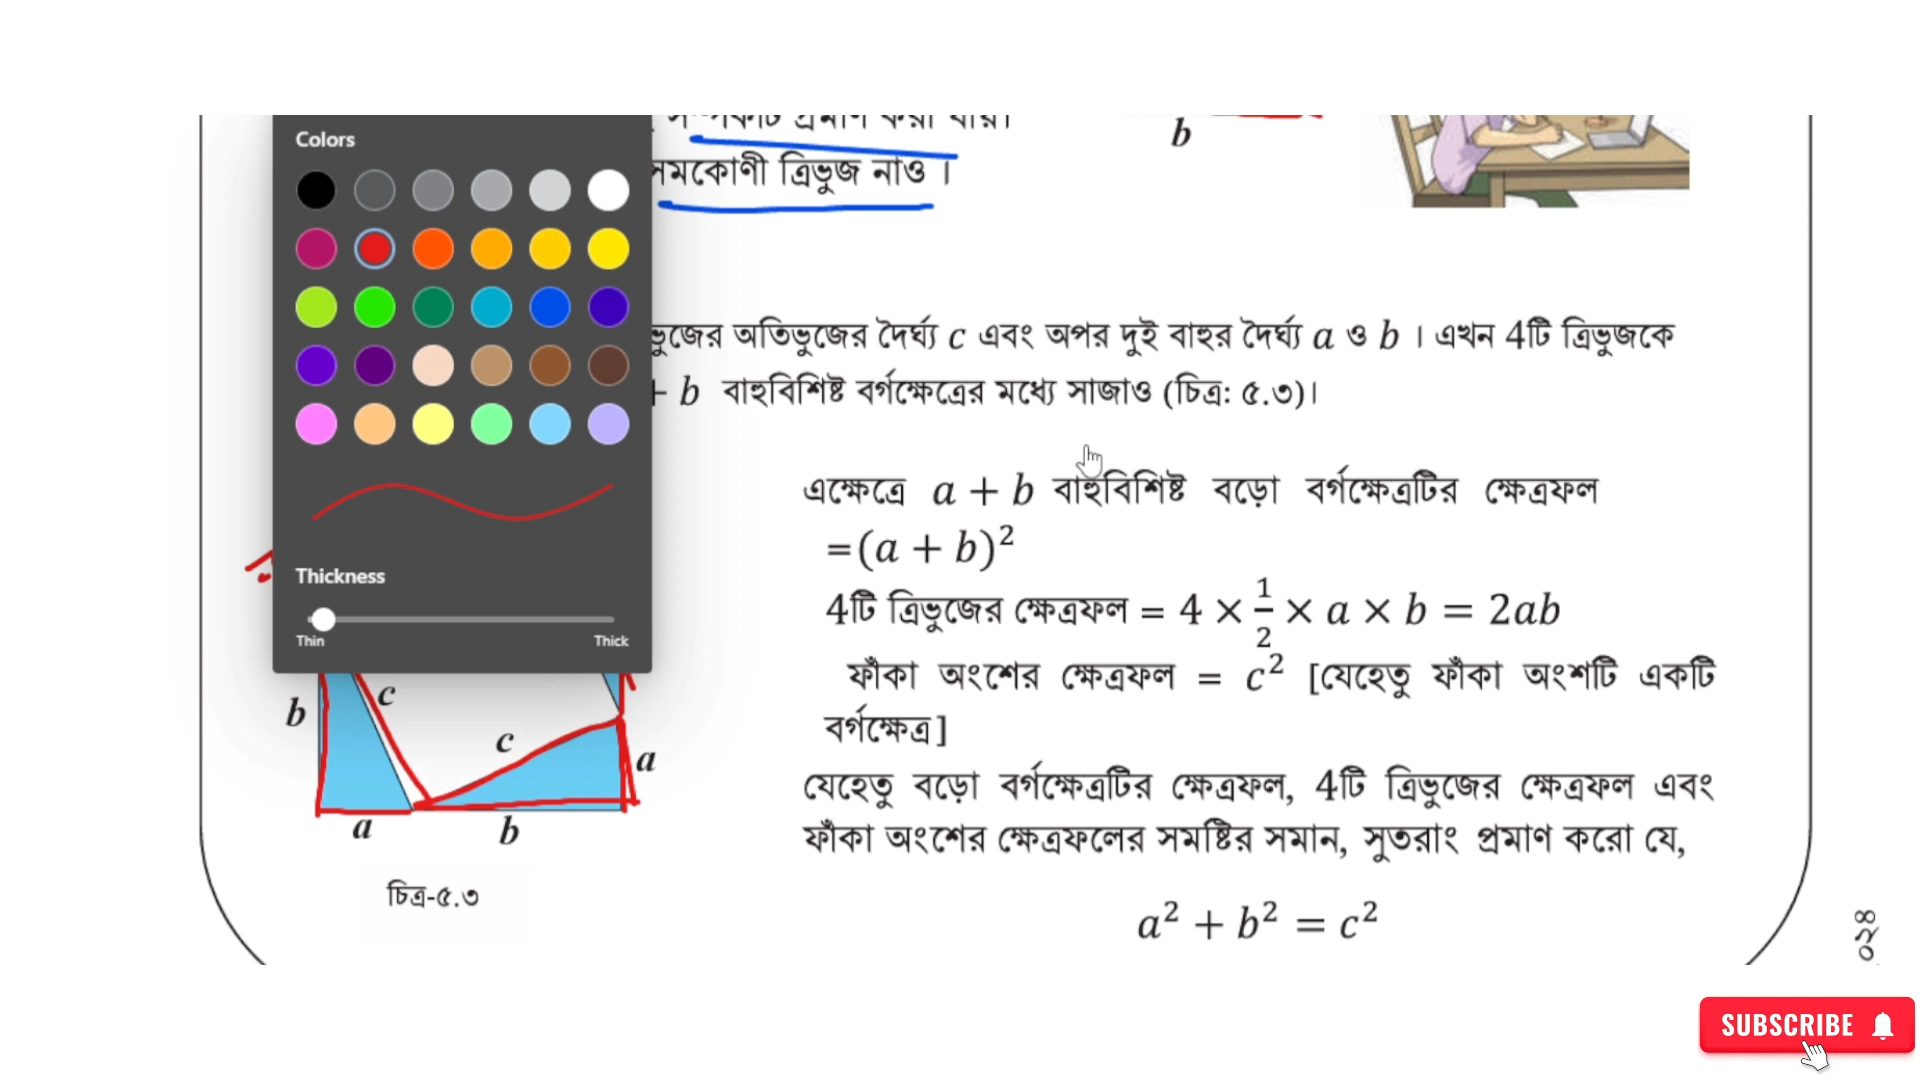 Colors
b
সমকোণী ত্রিভুজ নাও ।
ভুজের অতিভুজের দৈর্ঘ্য c এবং অপর দুই বাহুর দৈর্ঘ্য a ও b । এখন 4টি ত্রিভুজকে
+ b বাহুবিশিষ্ট বর্গক্ষেত্রের মধ্যে সাজাও (চিত্র: ৫.৩)।
এক্ষেত্রে a + b বাহুবিশিষ্ট বড়ো বর্গক্ষেত্রটির ক্ষেত্রফল
=(a + b)²
Thickness
Thin Thick
4টি ত্রিভুজের ক্ষেত্রফল = 4 × 1/2 × a × b = 2ab
ফাঁকা অংশের ক্ষেত্রফল = c² [যেহেতু ফাঁকা অংশটি একটি
বর্গক্ষেত্র]
যেহেতু বড়ো বর্গক্ষেত্রটির ক্ষেত্রফল, 4টি ত্রিভুজের ক্ষেত্রফল এবং
ফাঁকা অংশের ক্ষেত্রফলের সমষ্টির সমান, সুতরাং প্রমাণ করো যে,
a² + b² = c²
b
c
c
a
a
b
চিত্র-৫.৩
SUBSCRIBE